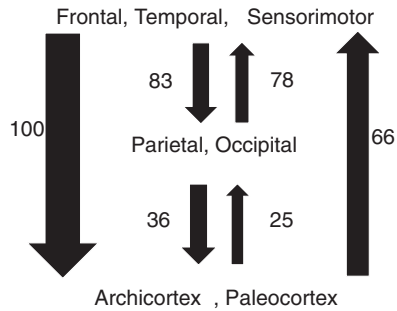 Frontal, Temporal, Sensorimotor
83 78
100
Parietal, Occipital
66
36 25
Archicortex , Paleocortex